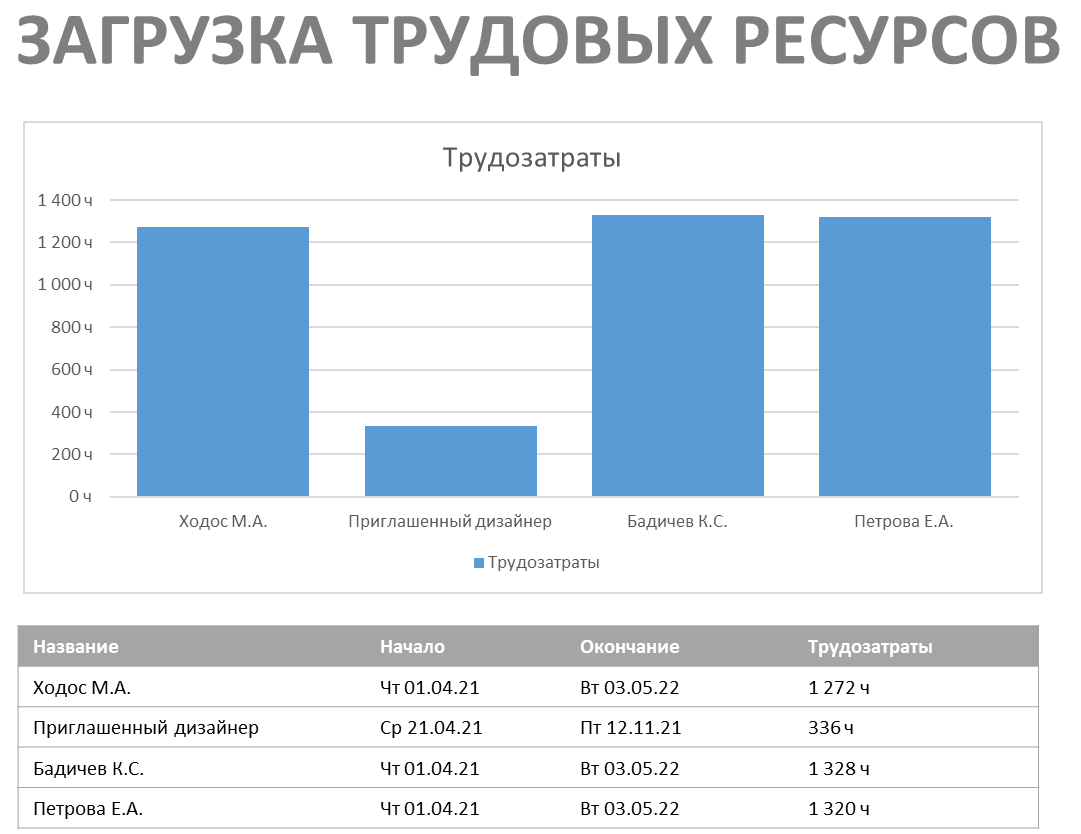 ЗАГРУЗКА ТРУДОВЫХ РЕСУРСОВ
Трудозатраты
1 400 ч
1 200 ч
1 000 ч
800 ч
600 ч
400 ч
200 ч
0 ч
Ходос М.А. Приглашенный дизайнер Бадичев К.С. Петрова Е.А.
Трудозатраты
Название Начало Окончание Трудозатраты
Ходос М.А. Чт 01.04.21 Вт 03.05.22 1 272 ч
Приглашенный дизайнер Ср 21.04.21 Пт 12.11.21 336 ч
Бадичев К.С. Чт 01.04.21 Вт 03.05.22 1 328 ч
Петрова Е.А. Чт 01.04.21 Вт 03.05.22 1 320 ч